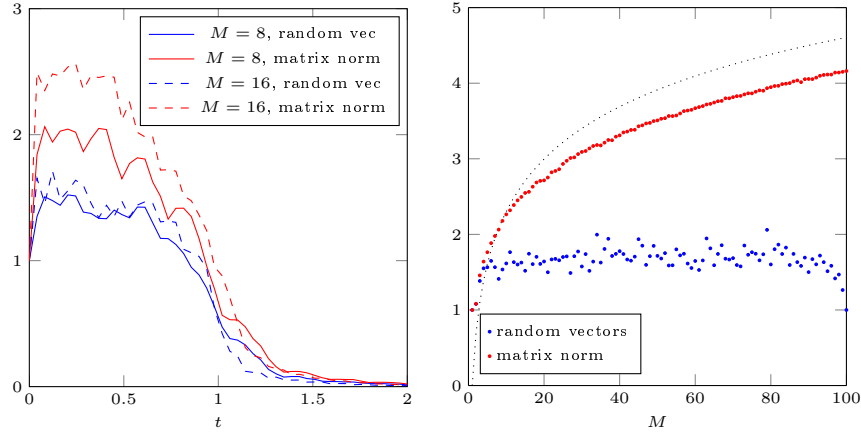 3
2
1
0
M = 8, random vec
M = 8, matrix norm
M = 16, random vec
M = 16, matrix norm
0 0.5 1 1.5 2
t
5
4
3
2
1
0
random vectors
matrix norm
0 20 40 60 80 100
M